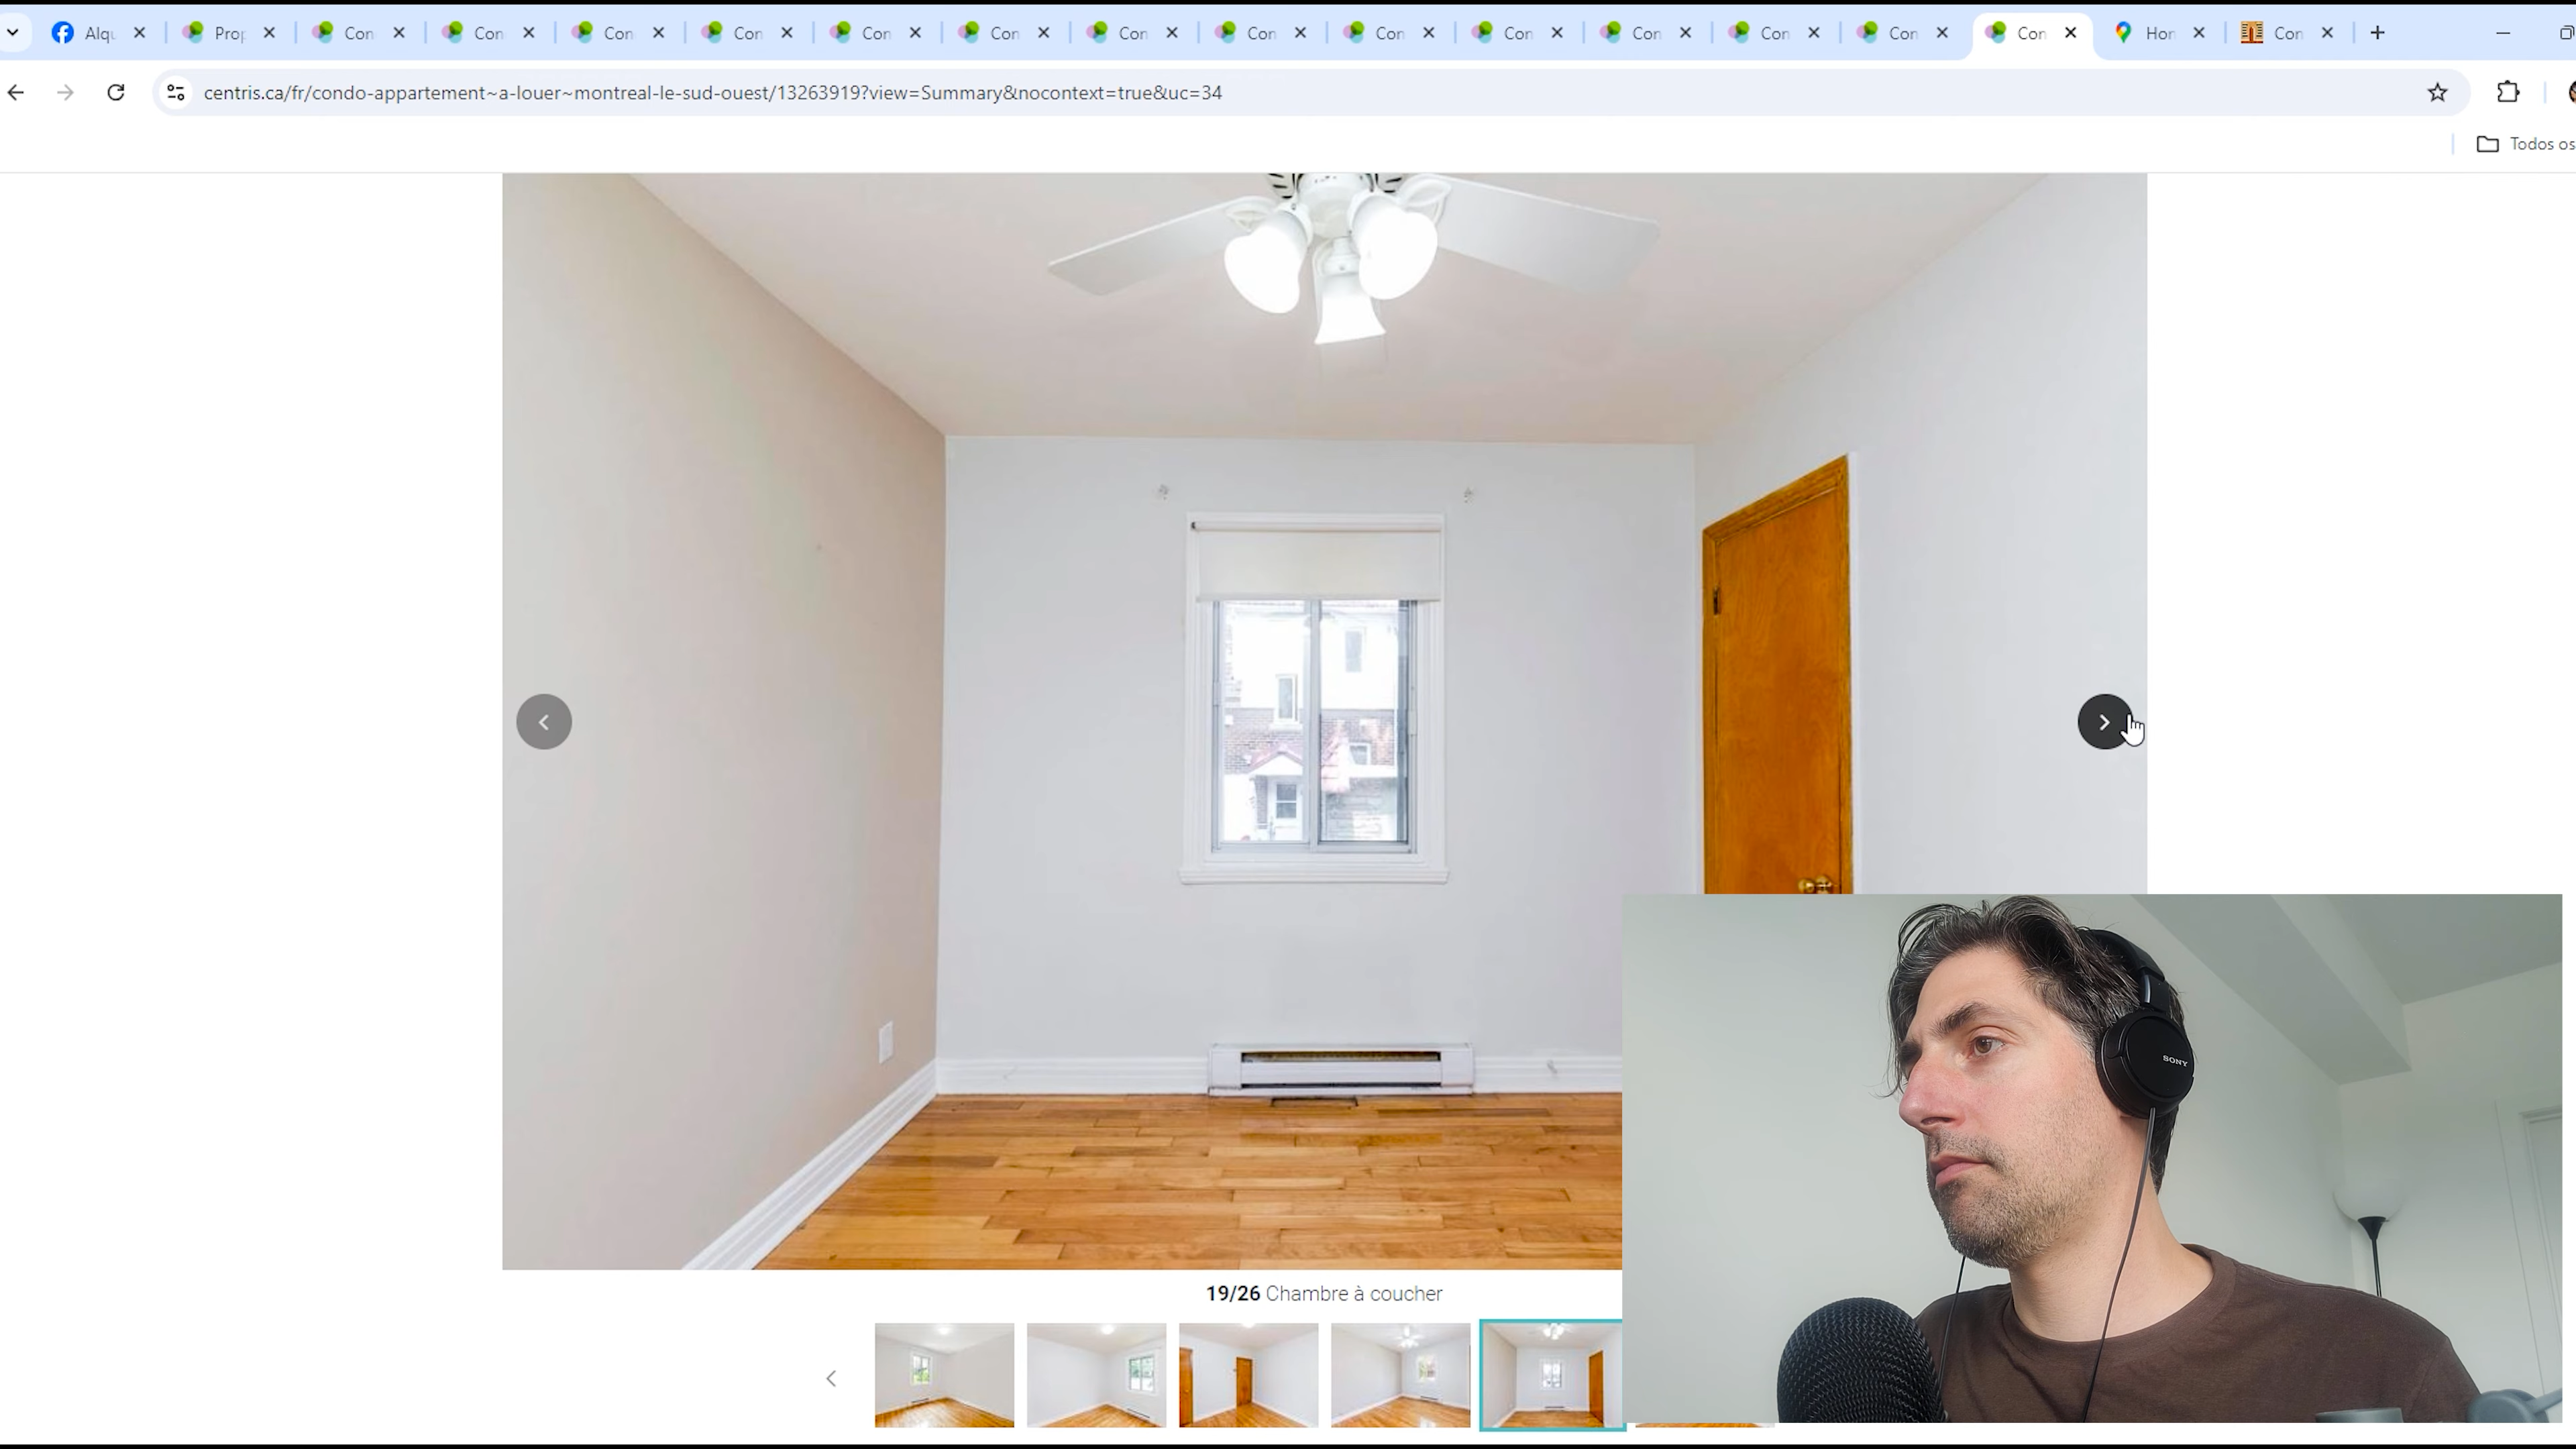 Alqu
Prop
Con
Con
Con
Con
Con
Con
Con
Con
Con
Con
Con
Con
Con
Con
Hor
Con
centris.ca/fr/condo-appartement~a-louer~montreal-le-sud-ouest/13263919?view=Summary&nocontext=true&uc=34
Todos os
19/26 Chambre à coucher
SONY